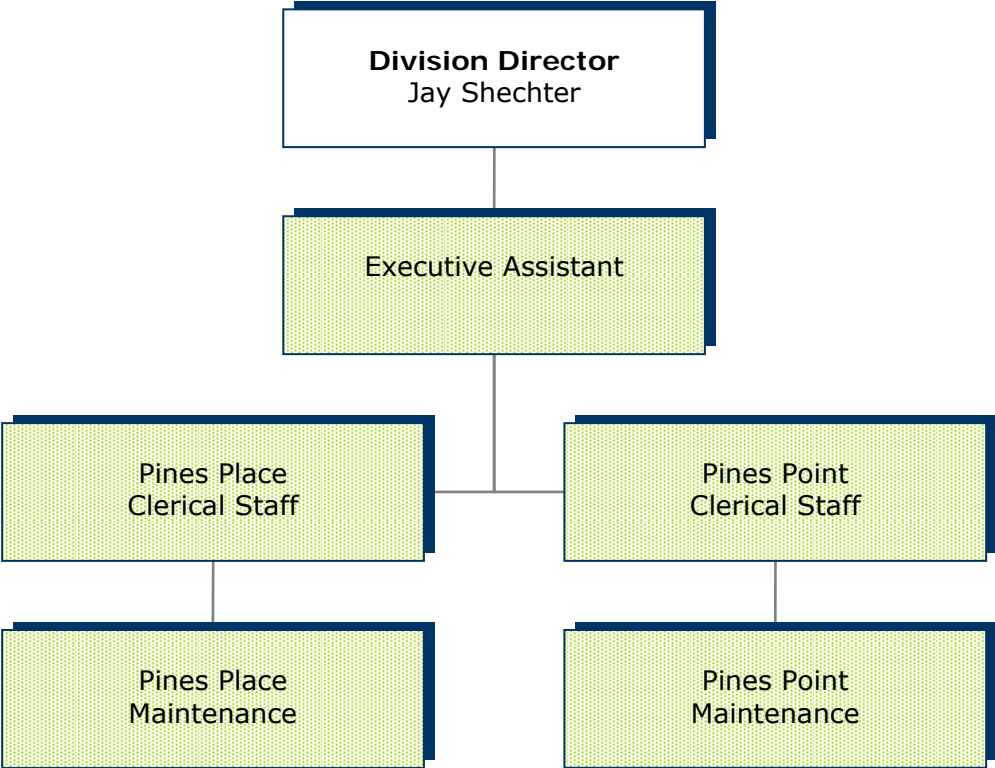 Division Director
Jay Shechter
Executive Assistant
Pines Place
Clerical Staff
Pines Point
Clerical Staff
Pines Place
Maintenance
Pines Point
Maintenance